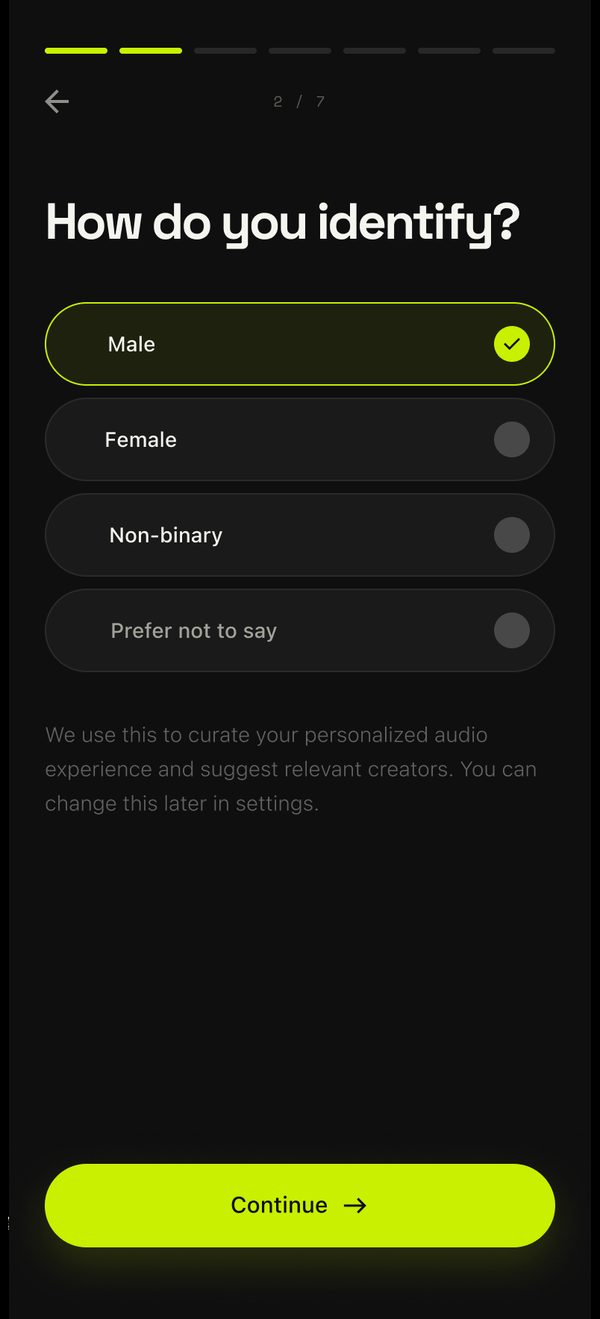 2 / 7
How do you identify?
Male
Female
Non-binary
Prefer not to say
We use this to curate your personalized audio
experience and suggest relevant creators. You can
change this later in settings.
Continue →